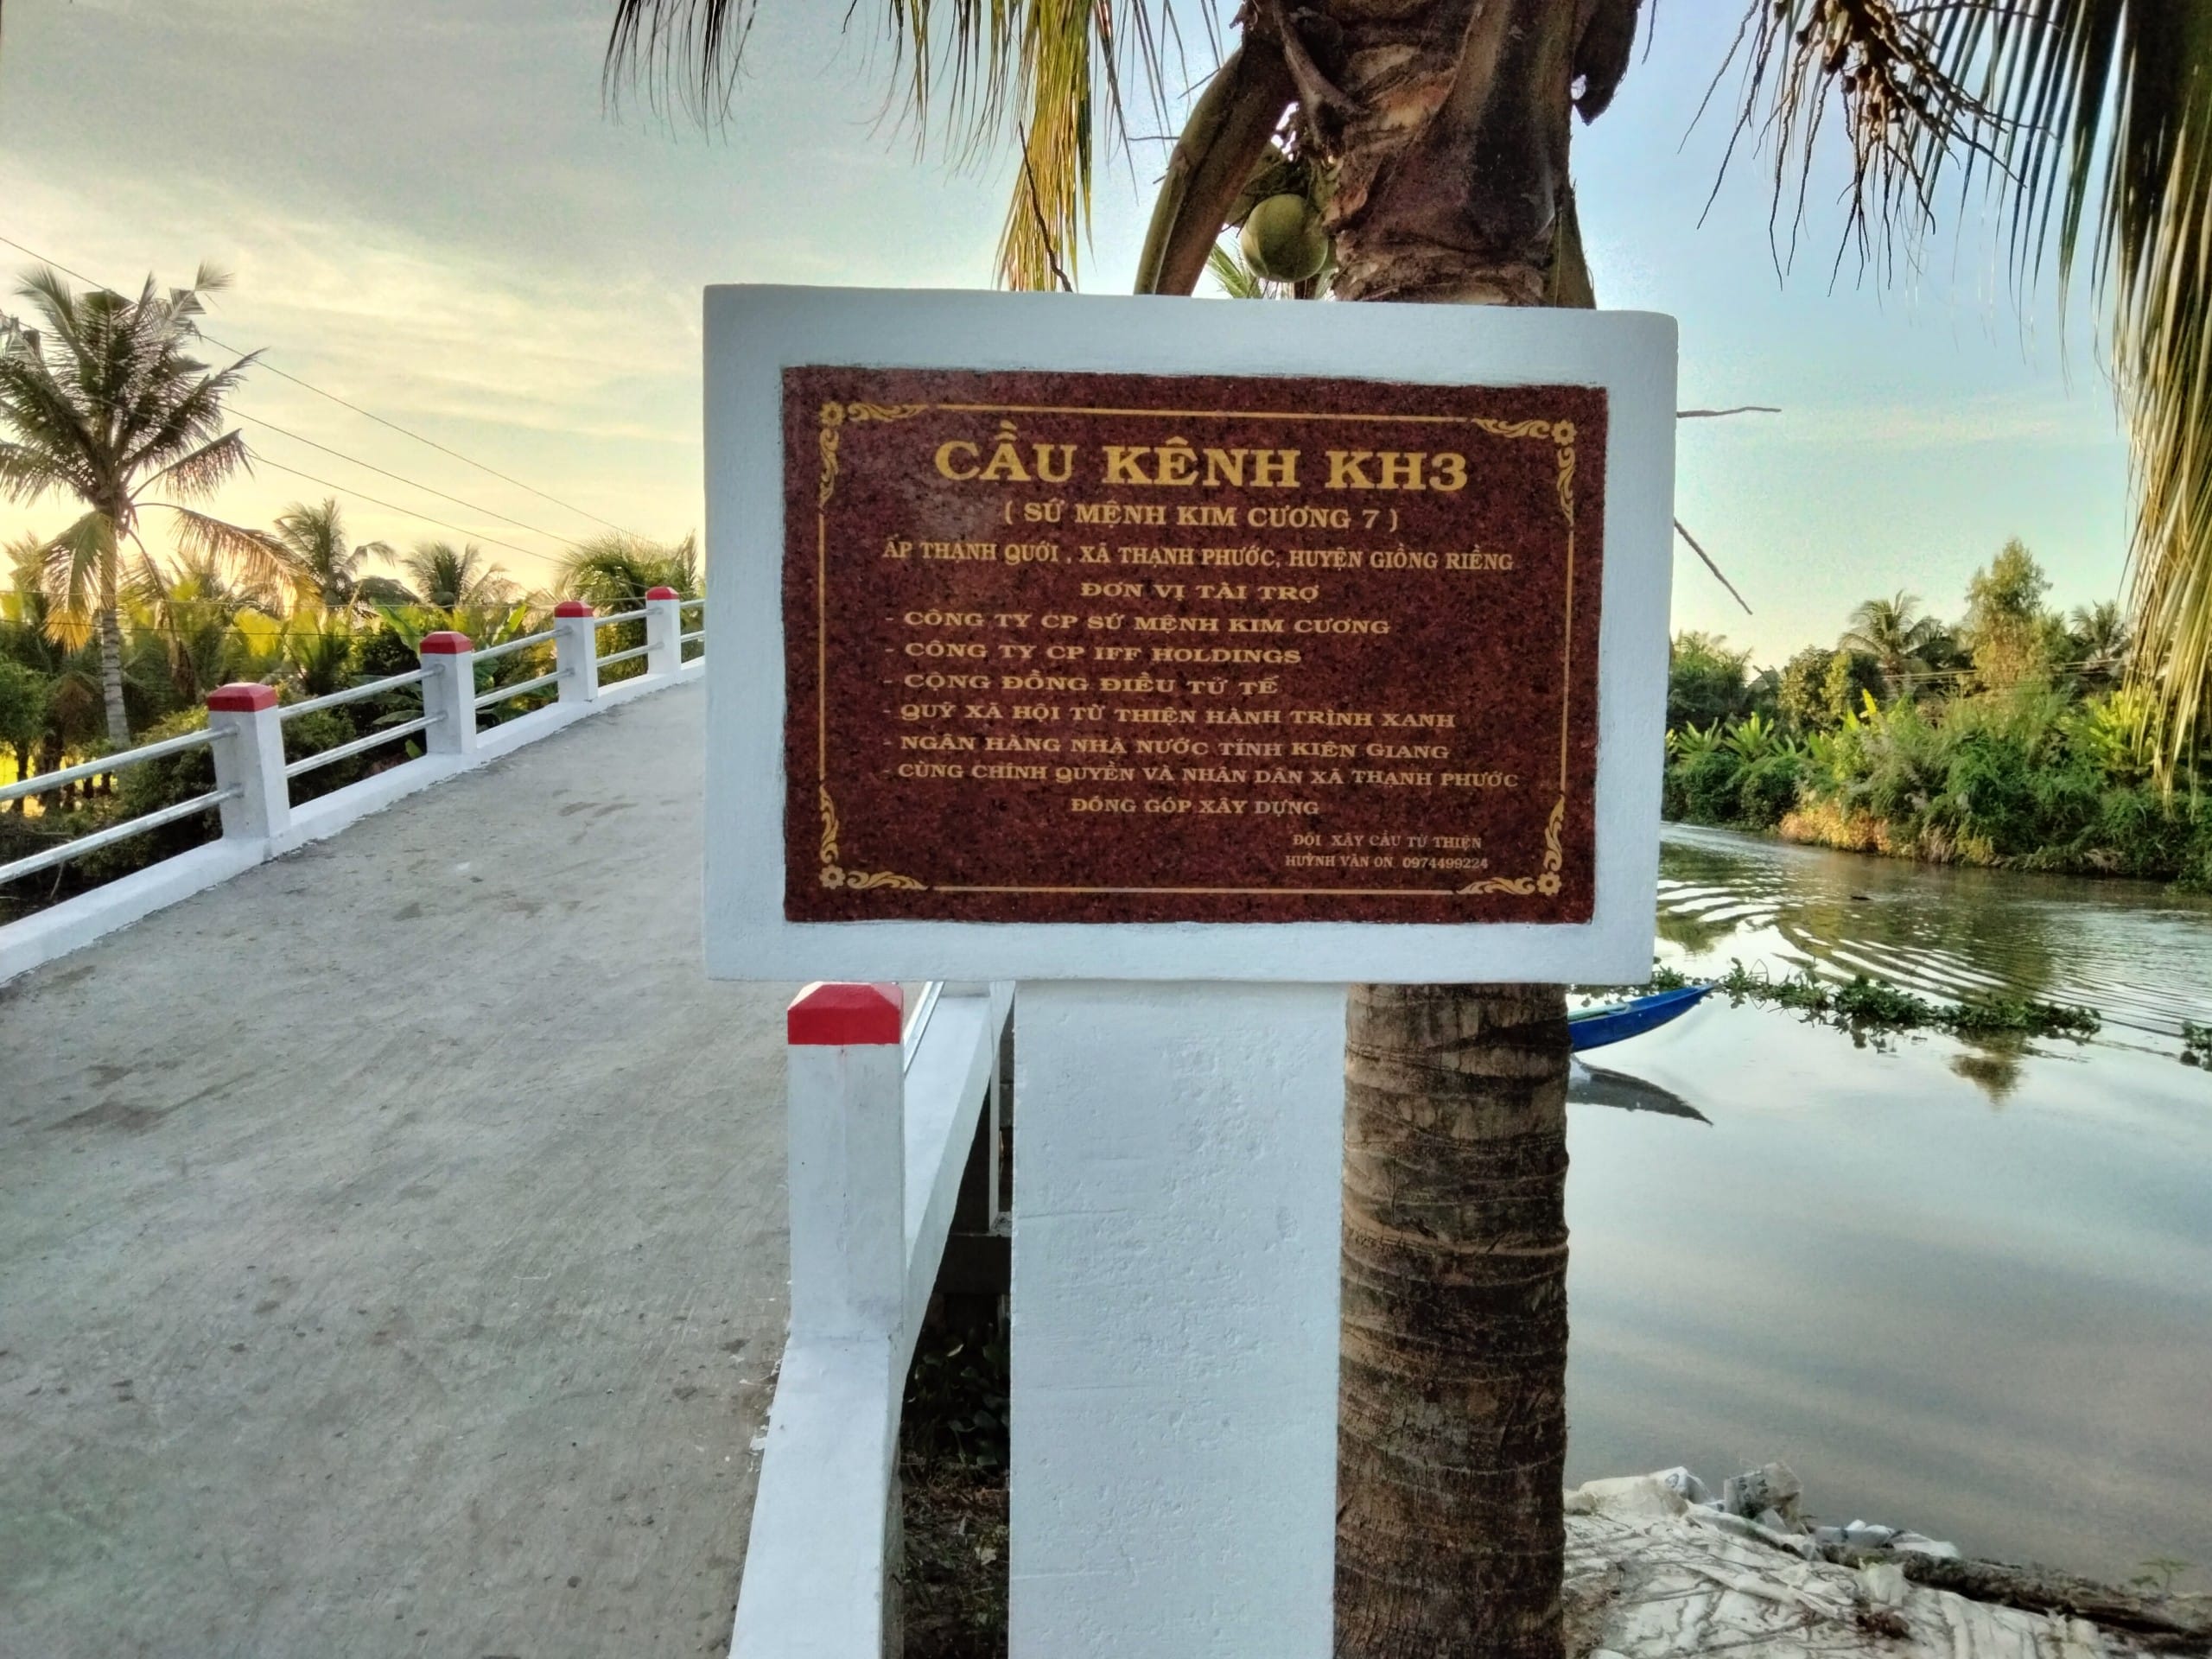 CẦU KÊNH KH3
( SỨ MỆNH KIM CƯƠNG 7 )
ẤP THẠNH QUỚI , XÃ THẠNH PHƯỚC, HUYỆN GIỒNG RIỀNG
ĐƠN VỊ TÀI TRỢ
- CÔNG TY CP SỨ MỆNH KIM CƯƠNG
- CÔNG TY CP IFF HOLDINGS
- CỘNG ĐỒNG ĐIỀU TỬ TẾ
- QUỸ XÃ HỘI TỪ THIỆN HÀNH TRÌNH XANH
- NGÂN HÀNG NHÀ NƯỚC TỈNH KIÊN GIANG
- CÙNG CHÍNH QUYỀN VÀ NHÂN DÂN XÃ THẠNH PHƯỚC
ĐÓNG GÓP XÂY DỰNG
ĐỘI XÂY CẦU TỪ THIỆN
HUỲNH VĂN ON 0974499224